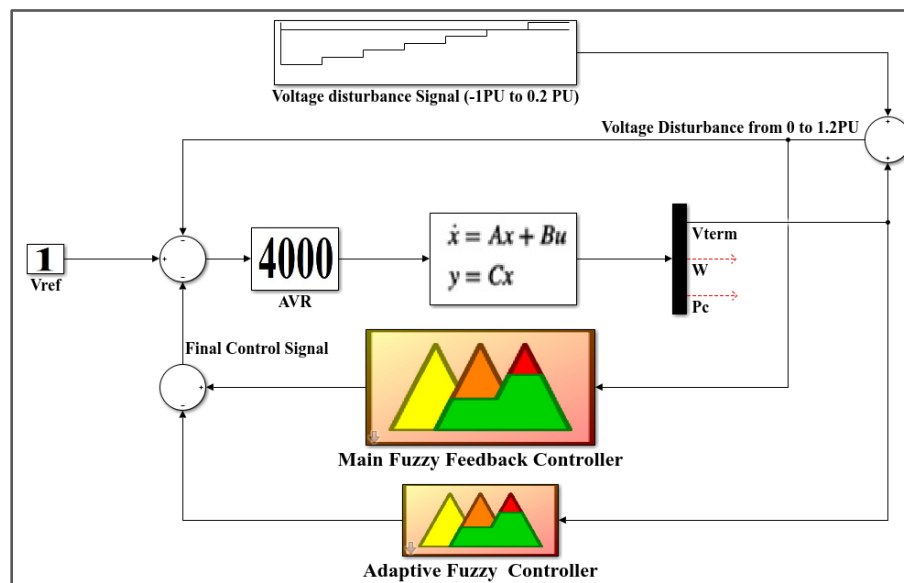 Voltage disturbance Signal (-1PU to 0.2 PU)
Voltage Disturbance from 0 to 1.2PU
+
+
-
+
-
1
Vref
4000
AVR
ẋ = Ax + Bu
y = Cx
Vterm
W
Pc
Final Control Signal
+
-
Main Fuzzy Feedback Controller
Adaptive Fuzzy Controller